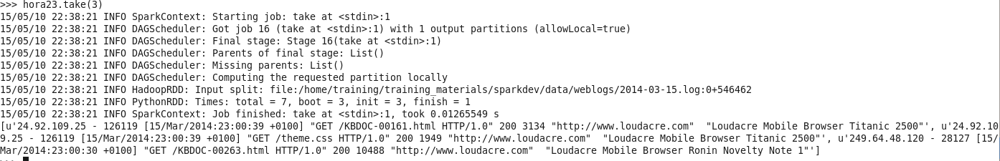 >>> hora23.take(3)
15/05/10 22:38:21 INFO SparkContext: Starting job: take at <stdin>:1
15/05/10 22:38:21 INFO DAGScheduler: Got job 16 (take at <stdin>:1) with 1 output partitions (allowLocal=true)
15/05/10 22:38:21 INFO DAGScheduler: Final stage: Stage 16(take at <stdin>:1)
15/05/10 22:38:21 INFO DAGScheduler: Parents of final stage: List()
15/05/10 22:38:21 INFO DAGScheduler: Missing parents: List()
15/05/10 22:38:21 INFO DAGScheduler: Computing the requested partition locally
15/05/10 22:38:21 INFO HadoopRDD: Input split: file:/home/training/training_materials/sparkdev/data/weblogs/2014-03-15.log:0+546462
15/05/10 22:38:21 INFO PythonRDD: Times: total = 7, boot = 3, init = 3, finish = 1
15/05/10 22:38:21 INFO SparkContext: Job finished: take at <stdin>:1, took 0.01265549 s
[u'24.92.109.25 - 126119 [15/Mar/2014:23:00:39 +0100] "GET /KBDOC-00161.html HTTP/1.0" 200 3134 "http://www.loudacre.com"  "Loudacre Mobile Browser Titanic 2500"', u'24.92.10
9.25 - 126119 [15/Mar/2014:23:00:39 +0100] "GET /theme.css HTTP/1.0" 200 1949 "http://www.loudacre.com"  "Loudacre Mobile Browser Titanic 2500"', u'249.64.48.120 - 28127 [15/
Mar/2014:23:00:30 +0100] "GET /KBDOC-00263.html HTTP/1.0" 200 10488 "http://www.loudacre.com"  "Loudacre Mobile Browser Ronin Novelty Note 1"']